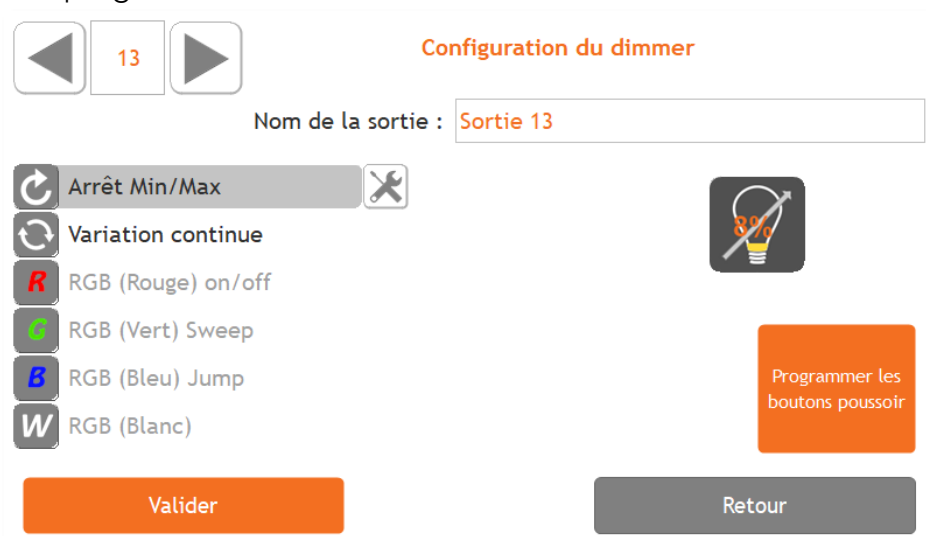 13
Configuration du dimmer
Nom de la sortie : Sortie 13
Arrêt Min/Max
Variation continue
8%
R RGB (Rouge) on/off
G RGB (Vert) Sweep
B RGB (Bleu) Jump
W RGB (Blanc)
Programmer les
boutons poussoir
Valider
Retour